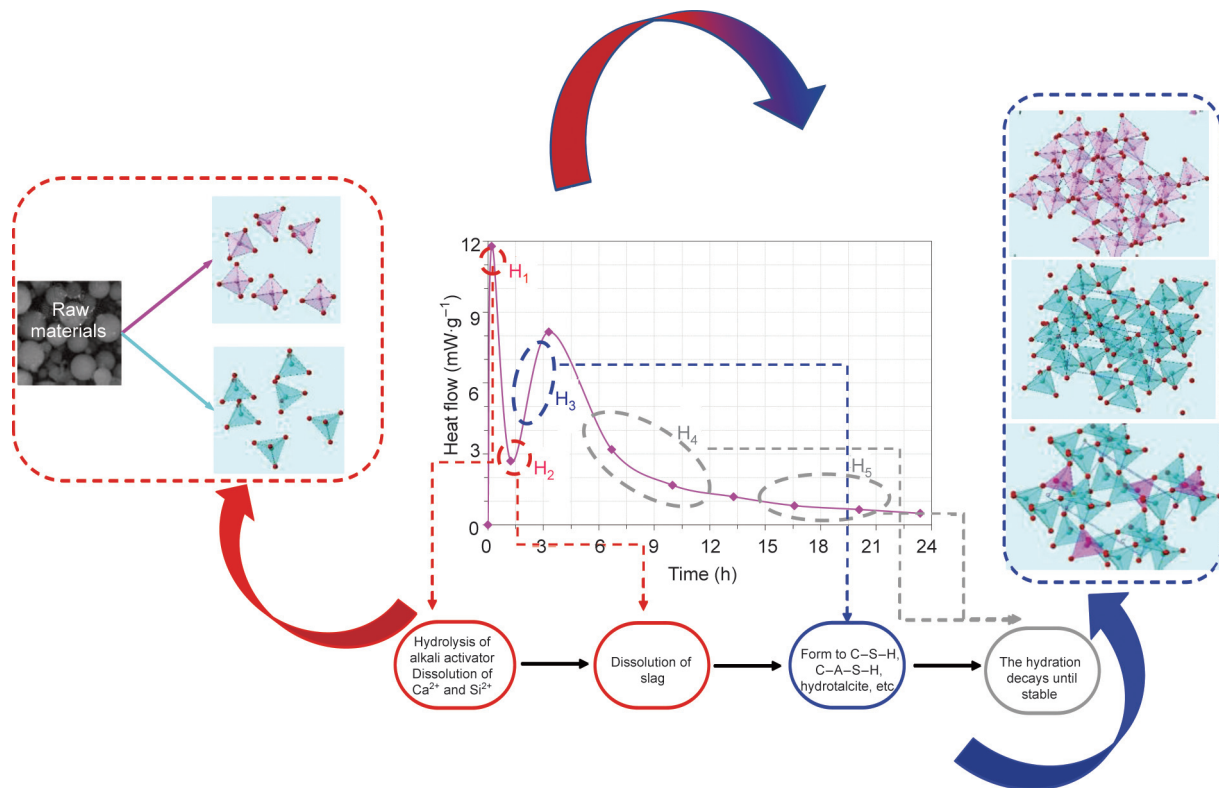 Raw
materials
Heat flow (mW·g⁻¹)
12
9
6
3
0
H₁
H₂
H₃
H₄
H₅
0 3 6 9 12 15 18 21 24
Time (h)
Hydrolysis of
alkali activator
Dissolution of
Ca²⁺ and Si²⁺
Dissolution of
slag
Form to C–S–H,
C–A–S–H,
hydrotalcite, etc
The hydration
decays until
stable